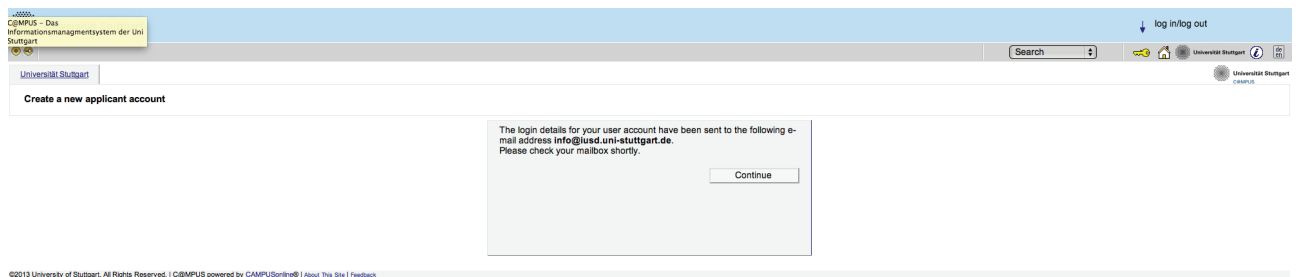 C@MPUS - Das
Informationsmanagmentsystem der Uni
Stuttgart
log in/log out
Search
Universität Stuttgart
de
en
Universität Stuttgart
Universität Stuttgart
C@MPUS
Create a new applicant account
The login details for your user account have been sent to the following e-
mail address info@iusd.uni-stuttgart.de.
Please check your mailbox shortly.
Continue
©2013 University of Stuttgart. All Rights Reserved. | C@MPUS powered by CAMPUSonline® | About This Site | Feedback